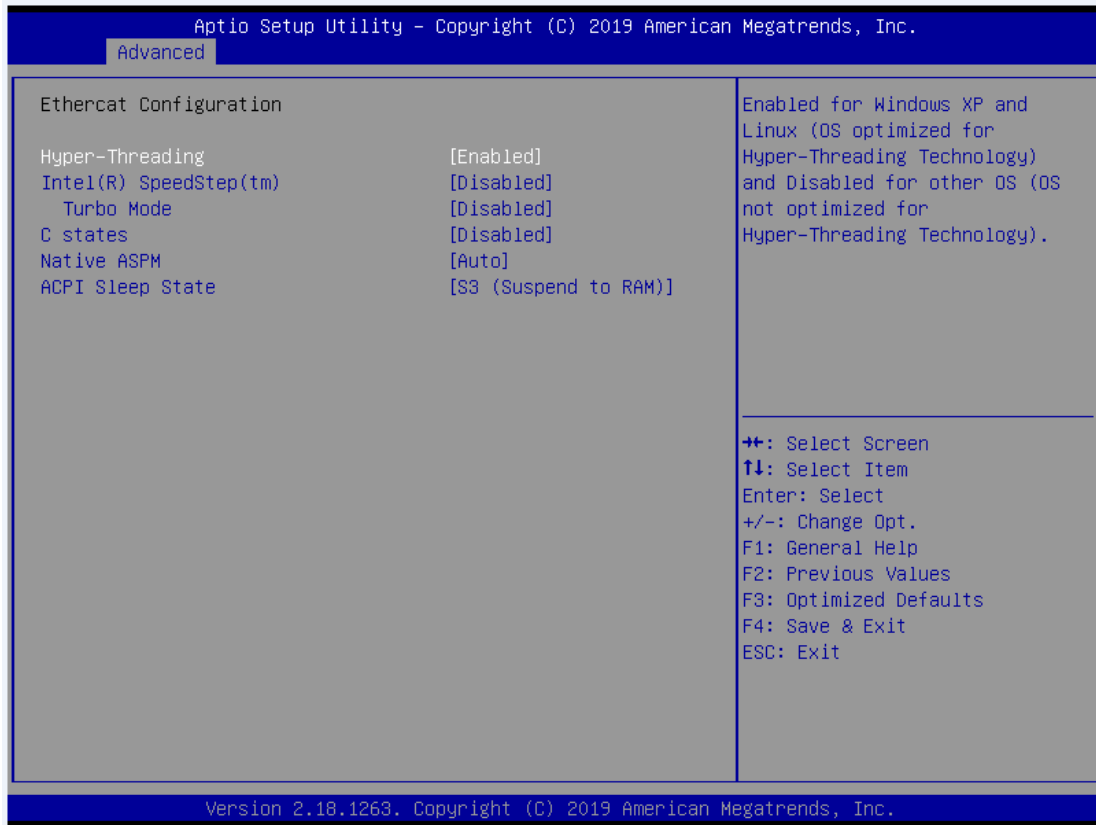 Aptio Setup Utility – Copyright (C) 2019 American Megatrends, Inc.
Advanced
Ethercat Configuration
Hyper-Threading [Enabled]
Intel(R) SpeedStep(tm) [Disabled]
Turbo Mode [Disabled]
C states [Disabled]
Native ASPM [Auto]
ACPI Sleep State [S3 (Suspend to RAM)]
Enabled for Windows XP and
Linux (OS optimized for
Hyper-Threading Technology)
and Disabled for other OS (OS
not optimized for
Hyper-Threading Technology).
→←: Select Screen
↑↓: Select Item
Enter: Select
+/-: Change Opt.
F1: General Help
F2: Previous Values
F3: Optimized Defaults
F4: Save & Exit
ESC: Exit
Version 2.18.1263. Copyright (C) 2019 American Megatrends, Inc.